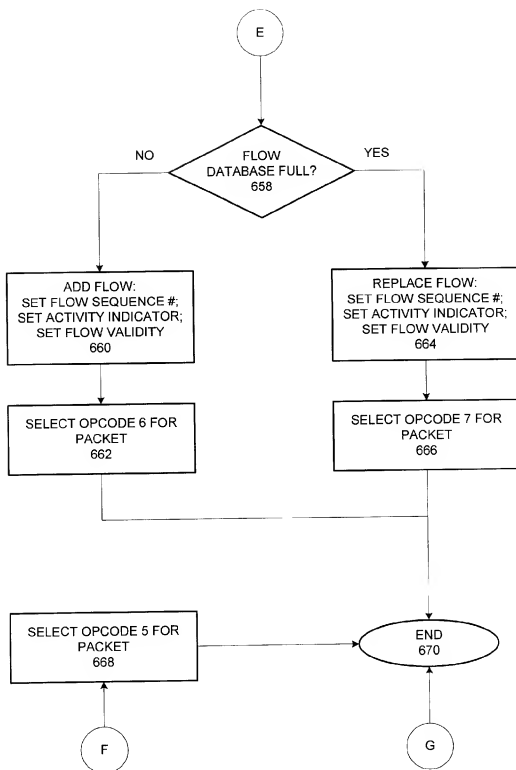 E
NO
YES
FLOW
DATABASE FULL?
658
ADD FLOW:
SET FLOW SEQUENCE #;
SET ACTIVITY INDICATOR;
SET FLOW VALIDITY
660
REPLACE FLOW:
SET FLOW SEQUENCE #;
SET ACTIVITY INDICATOR;
SET FLOW VALIDITY
664
SELECT OPCODE 6 FOR
PACKET
662
SELECT OPCODE 7 FOR
PACKET
666
SELECT OPCODE 5 FOR
PACKET
668
END
670
F
G